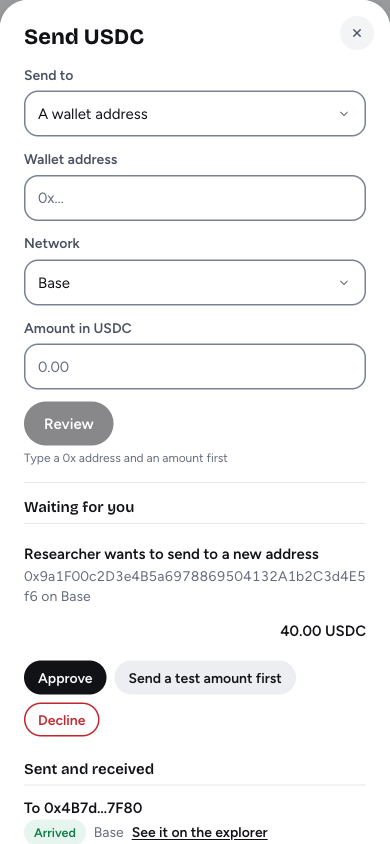 Send USDC
Send to
A wallet address
Wallet address
0x...
Network
Base
Amount in USDC
0.00
Review
Type a 0x address and an amount first
Waiting for you
Researcher wants to send to a new address
0x9a1F00c2D3e4B5a6978869504132A1b2C3d4E5
f6 on Base
40.00 USDC
Approve
Send a test amount first
Decline
Sent and received
To 0x4B7d...7F80
Arrived Base See it on the explorer